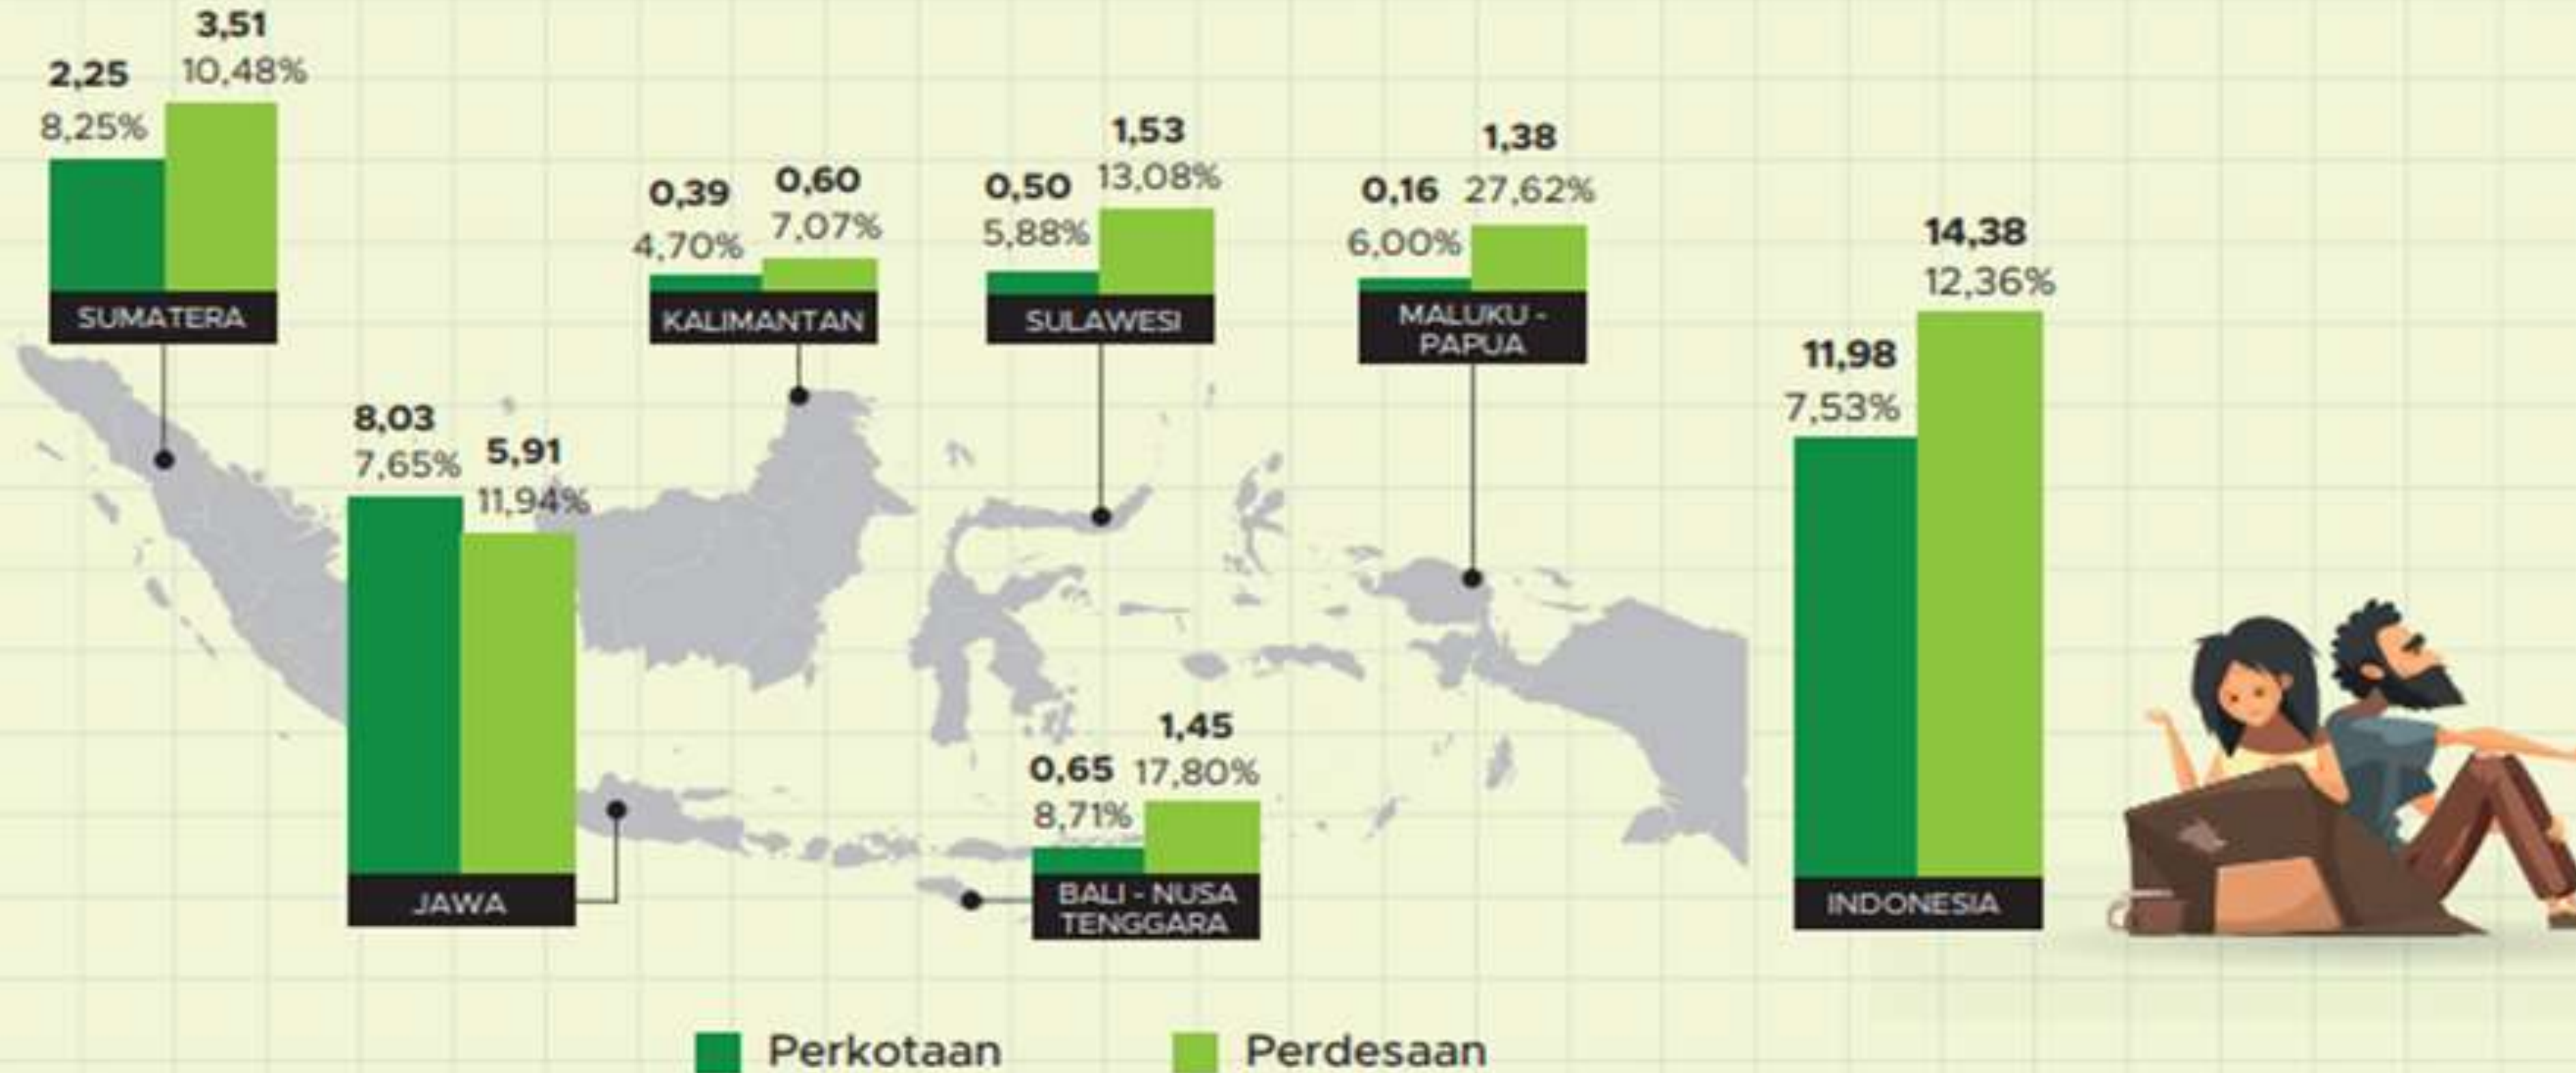 2,25
8,25%
3,51
10,48%
SUMATERA
8,03
7,65%
5,91
11,94%
JAWA
0,39
4,70%
0,60
7,07%
KALIMANTAN
0,50
5,88%
1,53
13,08%
SULAWESI
0,65
8,71%
1,45
17,80%
BALI - NUSA
TENGGARA
0,16
6,00%
1,38
27,62%
MALUKU -
PAPUA
11,98
7,53%
14,38
12,36%
INDONESIA
Perkotaan
Perdesaan